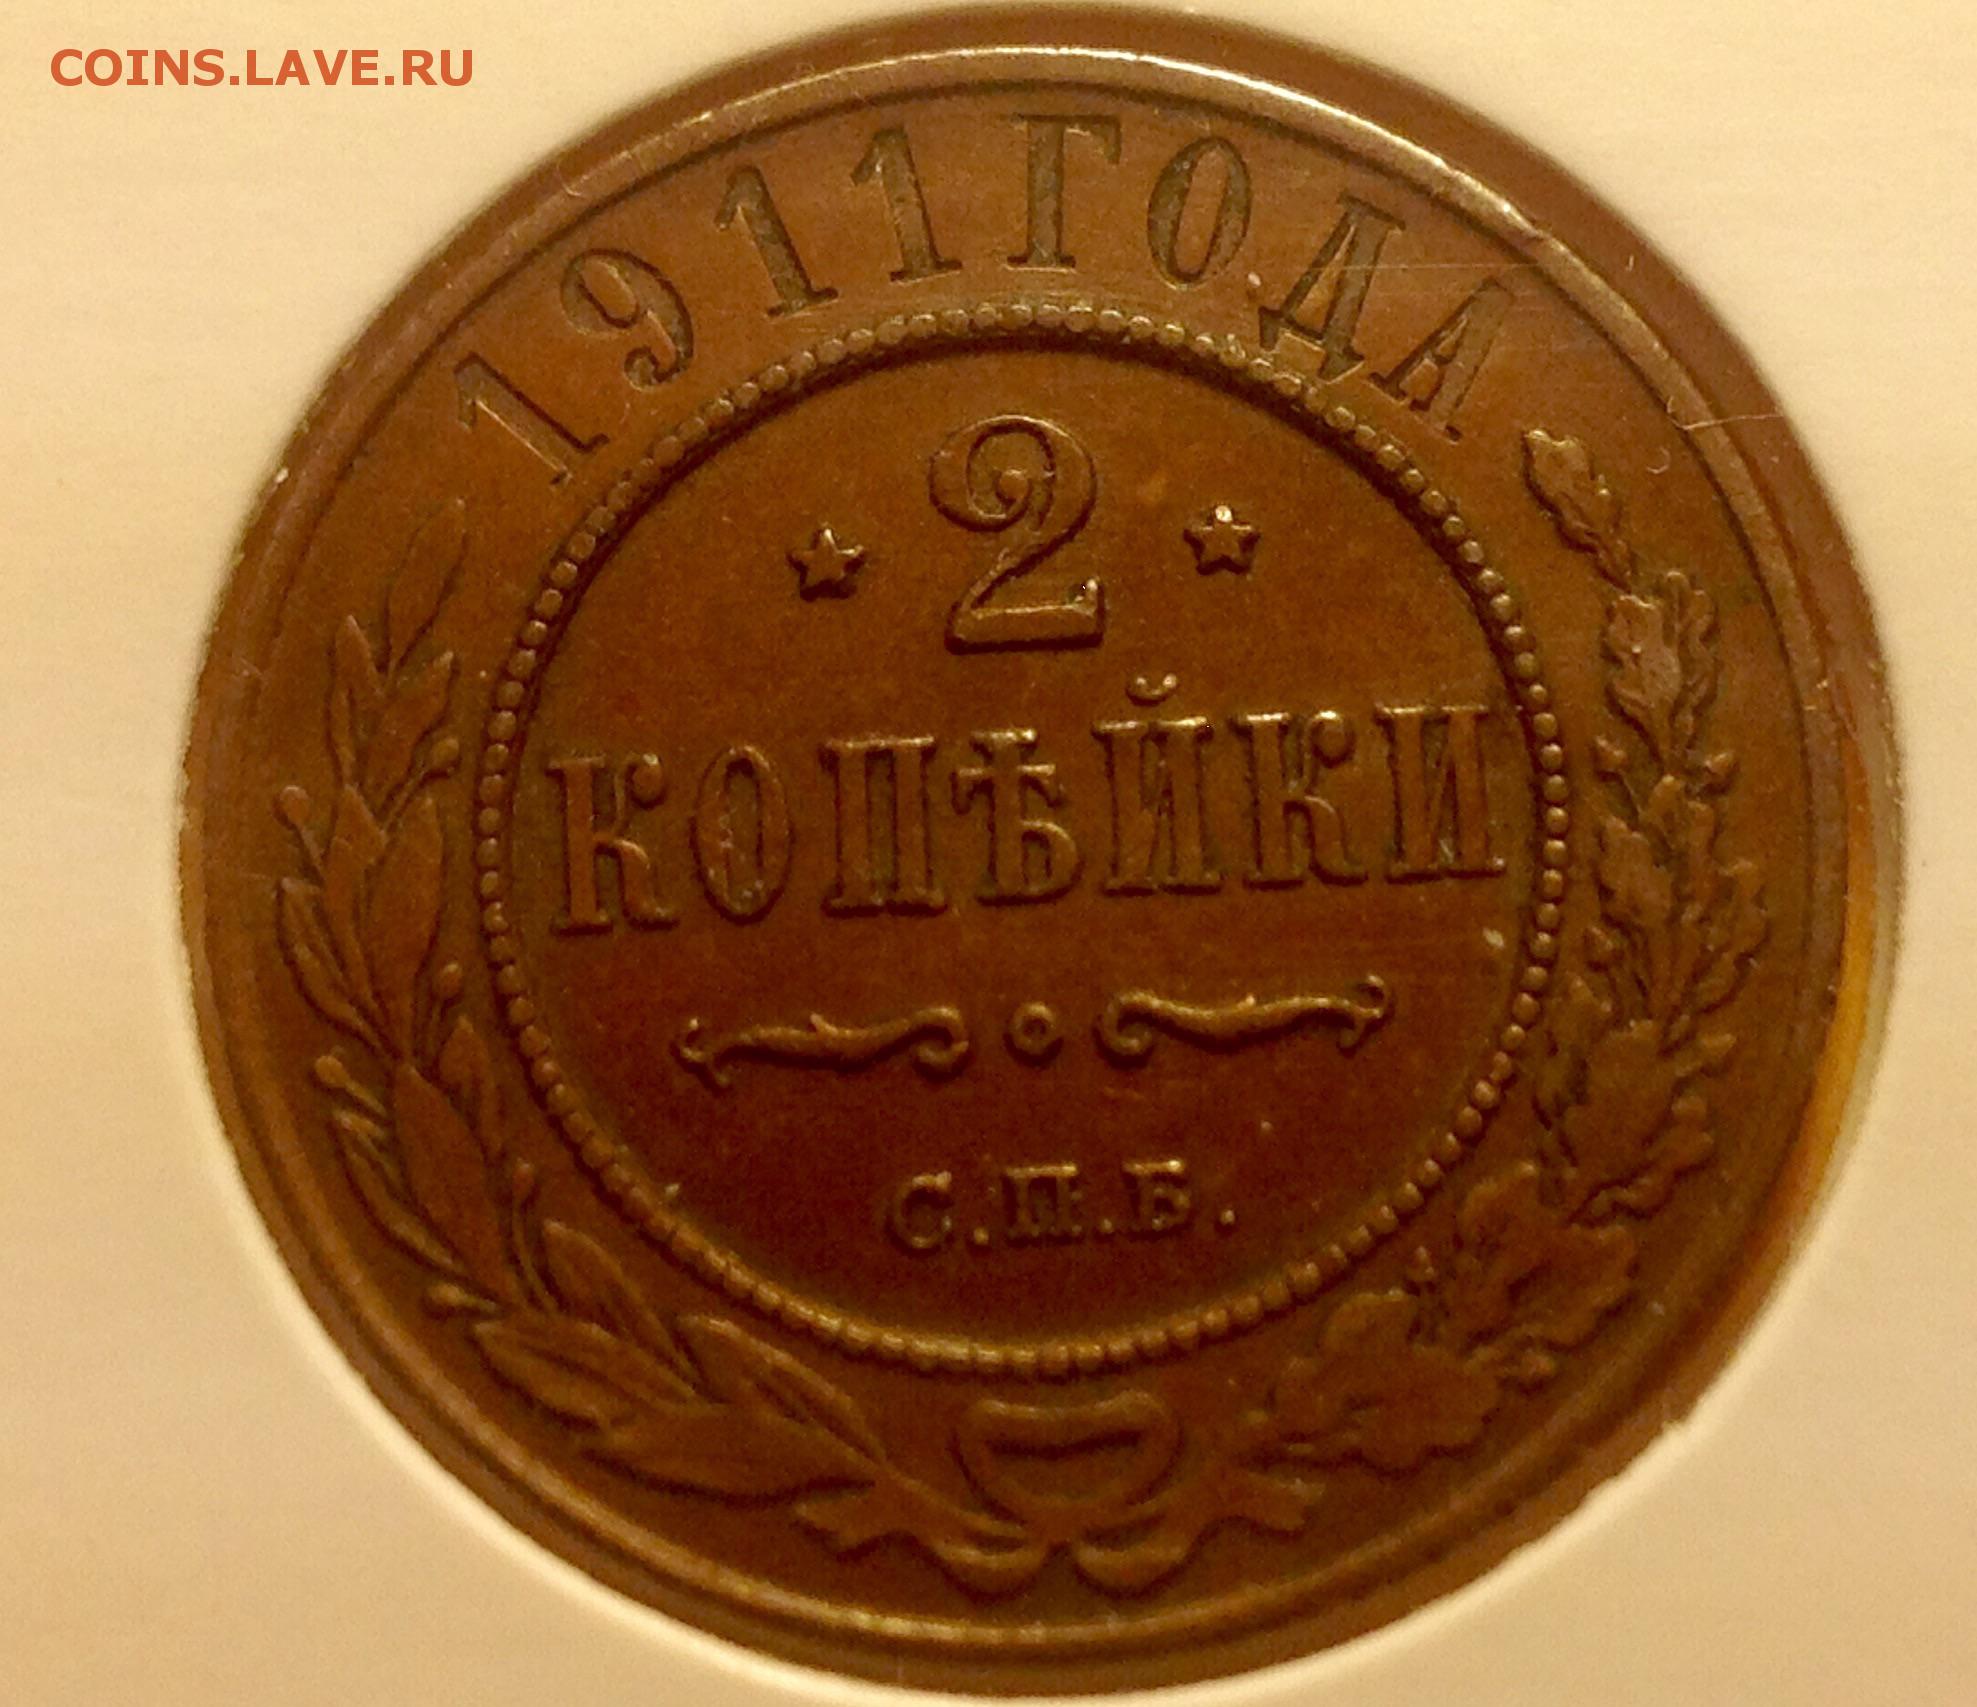 COINS.LAVE.RU
1911 ГОДА
2
КОПѢЙКИ
С.П.Б.